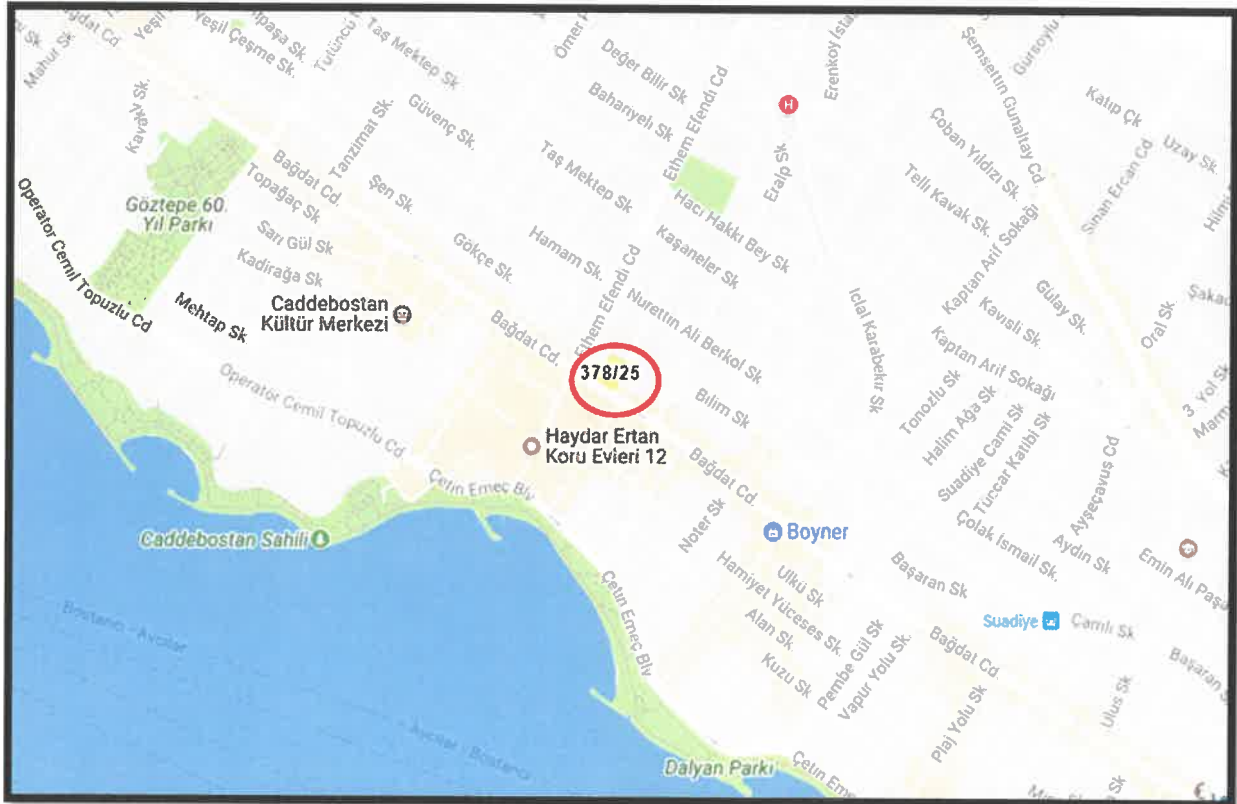 Bağdat Cd.
Mahur Sk.
Yeşil Çeşme Sk.
Taş Mektep Sk
Ömer
Değer Bilir Sk
Bahariyeli Sk
Ethem Efendi Cd
H
Şemsettin Günaltay Cd
Katip Çk
Uzay Sk.
Kavak Sk.
Tanzimat Sk.
Güvenç Sk.
Bağdat Cd.
Topağaç Sk
Şen Sk.
Taş Mektep Sk
Eralp Sk
Çoban Yıldızı Sk.
Telli Kavak Sk.
Sinan Ercan Cd
Göztepe 60.
Yıl Parkı
Sarı Gül Sk
Kadirağa Sk
Operatör Cemil Topuzlu Cd
Mehtap Sk
Caddebostan
Kültür Merkezi
Gökçe Sk.
Hamam Sk.
Hacı Hakkı Bey Sk
Kaşaneler Sk
Ethem Efendi Cd
Nurettin Ali Berkol Sk
Kaptan Arif Sokağı
Kavisli Sk.
Gülay Sk.
Oral Sk
Bağdat Cd.
378/25
Bilim Sk
İclal Karabekir Sk
Kaptan Arif Sokağı
Tonozlu Sk
Halim Ağa Sk
Suadiye Cami Sk
Tüccar Katibi Sk
3. Yol Sk
Operatör Cemil Topuzlu Cd
Haydar Ertan
Koru Evleri 12
Bağdat Cd.
Çetin Emeç Blv
Caddebostan Sahili
Noter Sk
Boyner
Çolak İsmail Sk.
Ayşeçavuş Cd
Aydın Sk
Emin Ali Paşa
Bostancı - Avcılar
Çetin Emeç Blv
Hamiyet Yüceses Sk.
Ülkü Sk
Alan Sk.
Kuzu Sk
Pembe Gül Sk
Vapur Yolu Sk.
Başaran Sk
Suadiye
Çamlı Sk
Bağdat Cd.
Başaran S
Plaj Yolu Sk
Ulus Sk
Avcılar - Bostancı
Dalyan Parkı
Çetin Eme
Sk